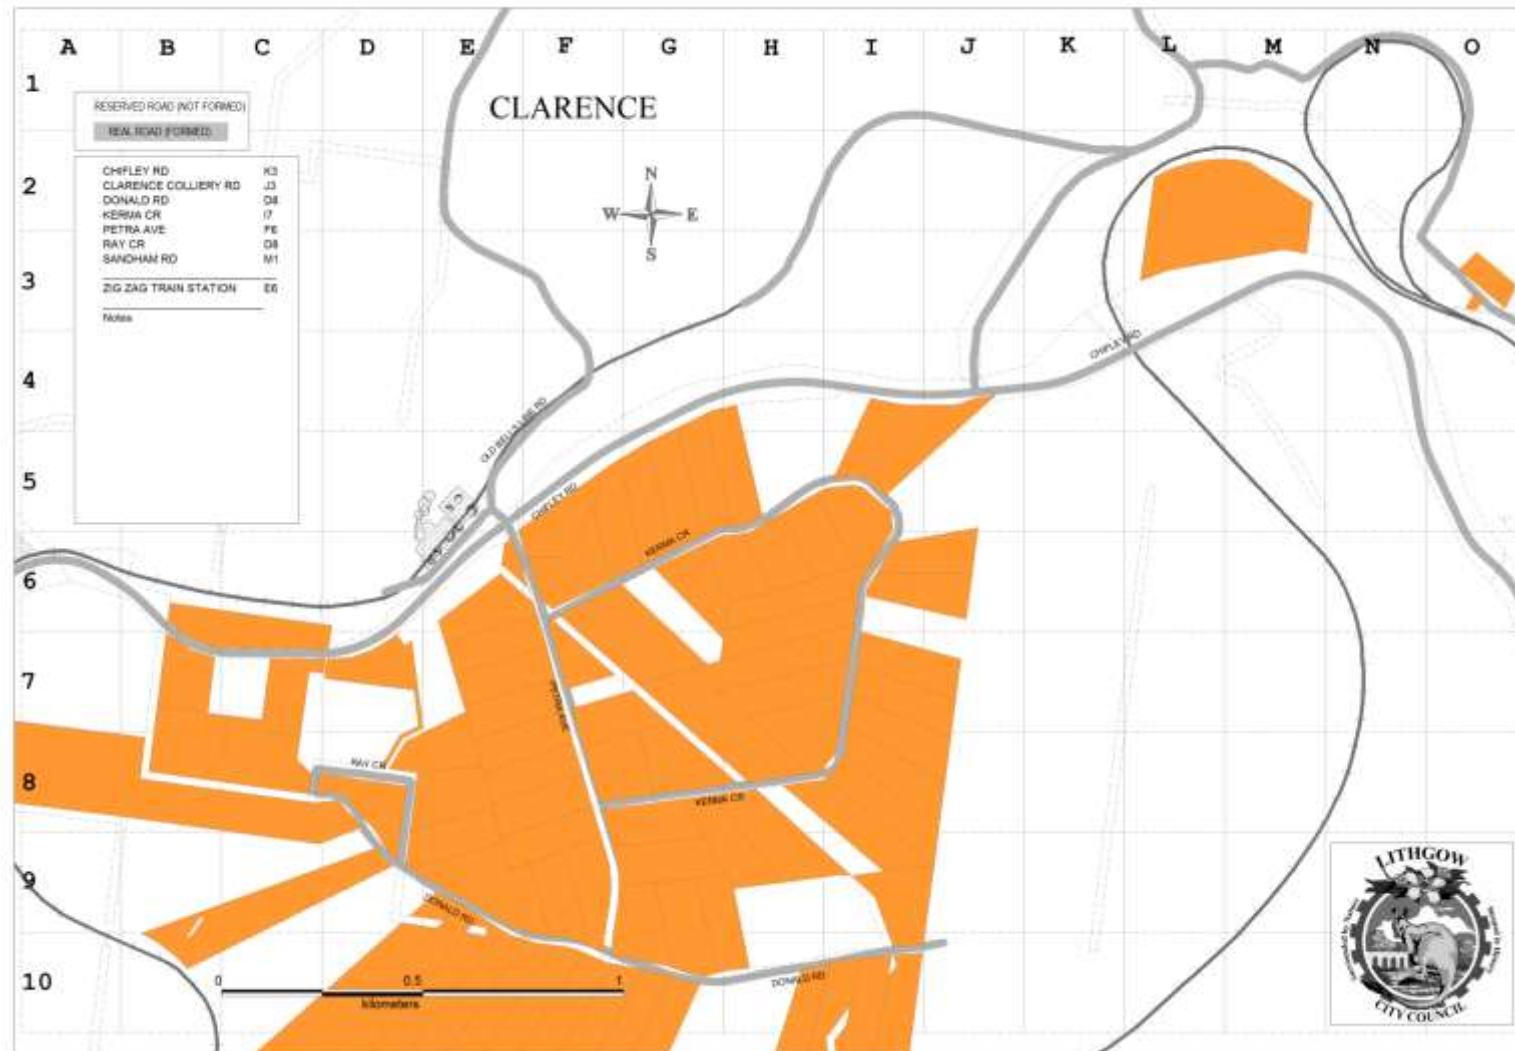 A B C D E F G H I J K L M N O
1
RESERVED ROAD (NOT FORMED)
REAL ROAD (FORMED)
CLARENCE
CHIFLEY RD K3
CLARENCE COLLIERY RD J3
DONALD RD D8
KERMA CR I7
PETRA AVE F6
RAY CR D8
SANDHAM RD M1
ZIG ZAG TRAIN STATION E6
Notes
2
N
W E
S
3
4
CHIFLEY RD
OLD BELLS LINE RD
5
CHIFLEY RD
KERMA CR
6
7
PETRA AVE
RAY CR
8
KERMA CR
9
DONALD RD
DONALD RD
10
0 0.5 1
kilometers
LITHGOW
CITY COUNCIL